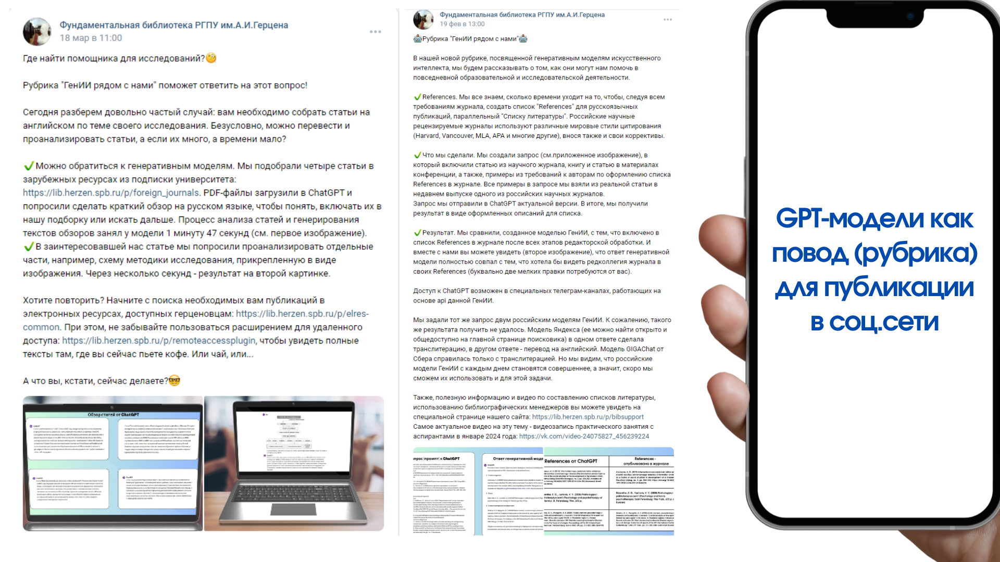 Фундаментальная библиотека РГПУ им.А.И.Герцена
18 мар в 11:00
Где найти помощника для исследований?
Рубрика "ГенИИ рядом с нами" поможет ответить на этот вопрос!
Сегодня разберем довольно частый случай: вам необходимо собрать статьи на
английском по теме своего исследования. Безусловно, можно перевести и
проанализировать статьи, а если их много, а времени мало?
Можно обратиться к генеративным моделям. Мы подобрали четыре статьи в
зарубежных ресурсах из подписки университета:
https://lib.herzen.spb.ru/p/foreign_journals. PDF-файлы загрузили в ChatGPT и
попросили сделать краткий обзор на русском языке, чтобы понять, включать их в
нашу подборку или искать дальше. Процесс анализа статей и генерирования
текстов обзоров занял у модели 1 минуту 47 секунд (см. первое изображение).
В заинтересовавшей нас статье мы попросили проанализировать отдельные
части, например, схему методики исследования, прикрепленную в виде
изображения. Через несколько секунд - результат на второй картинке.
Хотите повторить? Начните с поиска необходимых вам публикаций в
электронных ресурсах, доступных герценовцам: https://lib.herzen.spb.ru/p/elres-
common. При этом, не забывайте пользоваться расширением для удаленного
доступа: https://lib.herzen.spb.ru/p/remoteaccessplugin, чтобы увидеть полные
тексты там, где вы сейчас пьете кофе. Или чай, или...
А что вы, кстати, сейчас делаете?
Обзор статей от ChatGPT
Фундаментальная библиотека РГПУ им.А.И.Герцена
19 фев в 13:00
Рубрика "ГенИИ рядом с нами"
В нашей новой рубрике, посвященной генеративным моделям искусственного
интеллекта, мы будем рассказывать о том, как они могут нам помочь в
повседневной образовательной и исследовательской деятельности.
References. Мы все знаем, сколько времени уходит на то, чтобы, следуя всем
требованиям журнала, создать список "References" для русскоязычных
публикаций, параллельный "Списку литературы". Российские научные
рецензируемые журналы используют различные мировые стили цитирования
(Harvard, Vancouver, MLA, APA и многие другие), внося также и свои коррективы.
Что мы сделали. Мы создали запрос (см.приложенное изображение), в
который включили статью из научного журнала, книгу и статью в материалах
конференции, а также, примеры из требований к авторам по оформлению списка
References в журнале. Все примеры в запросе мы взяли из реальной статьи в
недавнем выпуске одного из российских научных журналов.
Запрос мы отправили в ChatGPT актуальной версии. В итоге, мы получили
результат в виде оформленных описаний для списка.
Результат. Мы сравнили, созданное моделью ГенИИ, с тем, что включено в
список References в журнале после всех этапов редакторской обработки. И
вместе с нами вы можете увидеть (второе изображение), что ответ генеративной
модели полностью совпал с тем, что хотела бы видеть редколлегия журнала в
своих References (буквально две мелких правки потребуются от вас).
Доступ к ChatGPT возможен в специальных телеграм-каналах, работающих на
основе api данной ГенИИ.
Мы задали тот же запрос двум российским моделям ГенИИ. К сожалению, такого
же результата получить не удалось. Модель Яндекса (ее можно найти открыто и
общедоступно на главной странице поисковика) в одном ответе сделала
транслитерацию, в другом ответе - перевод на английский. Модель GIGAChat от
Сбера справилась только с транслитерацией. Но мы видим, что российские
модели ГенИИ с каждым днем становятся совершеннее, а значит, скоро мы
сможем их использовать и для этой задачи.
Также, полезную информацию и видео по составлению списков литературы,
использованию библиографических менеджеров вы можете увидеть на
специальной странице нашего сайта: https://lib.herzen.spb.ru/p/bibsupport
Самое актуальное видео на эту тему - видеозапись практического занятия с
аспирантами в январе 2024 года: https://vk.com/video-24075827_456239224
прос (промпт) к ChatGPT
Ответ генеративной моде
References от ChatGPT
References -
опубликовано в журнале
GPT-модели как
повод (рубрика)
для публикации
в соц.сети